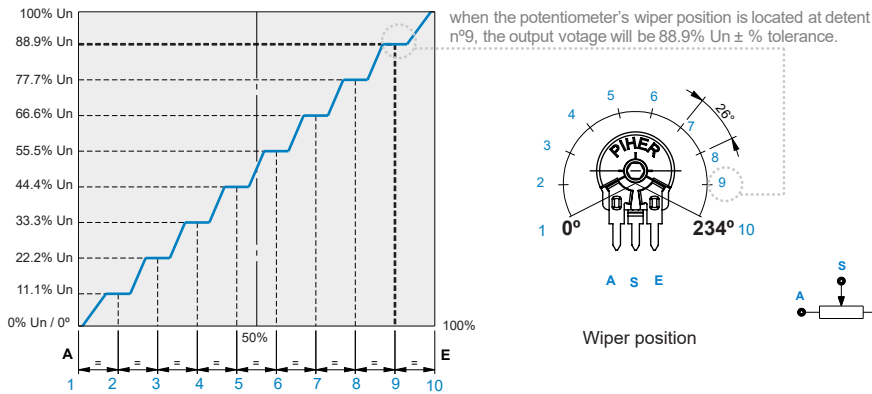 100% Un
88.9% Un
77.7% Un
66.6% Un
55.5% Un
44.4% Un
33.3% Un
22.2% Un
11.1% Un
0% Un / 0º
50%
100%
A
E
= = = = = = = = =
1 2 3 4 5 6 7 8 9 10
when the potentiometer's wiper position is located at detent
nº9, the output votage will be 88.9% Un ± % tolerance.
1
2
3
4
5
6
7
8
9
10
26°
PIHER
0º
234º
A S E
Wiper position
A
S